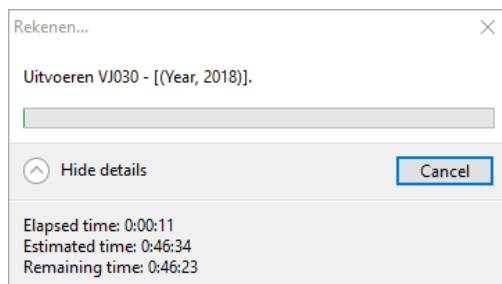 Rekenen...
Uitvoeren VJ030 - [(Year, 2018)].
Hide details
Cancel
Elapsed time: 0:00:11
Estimated time: 0:46:34
Remaining time: 0:46:23